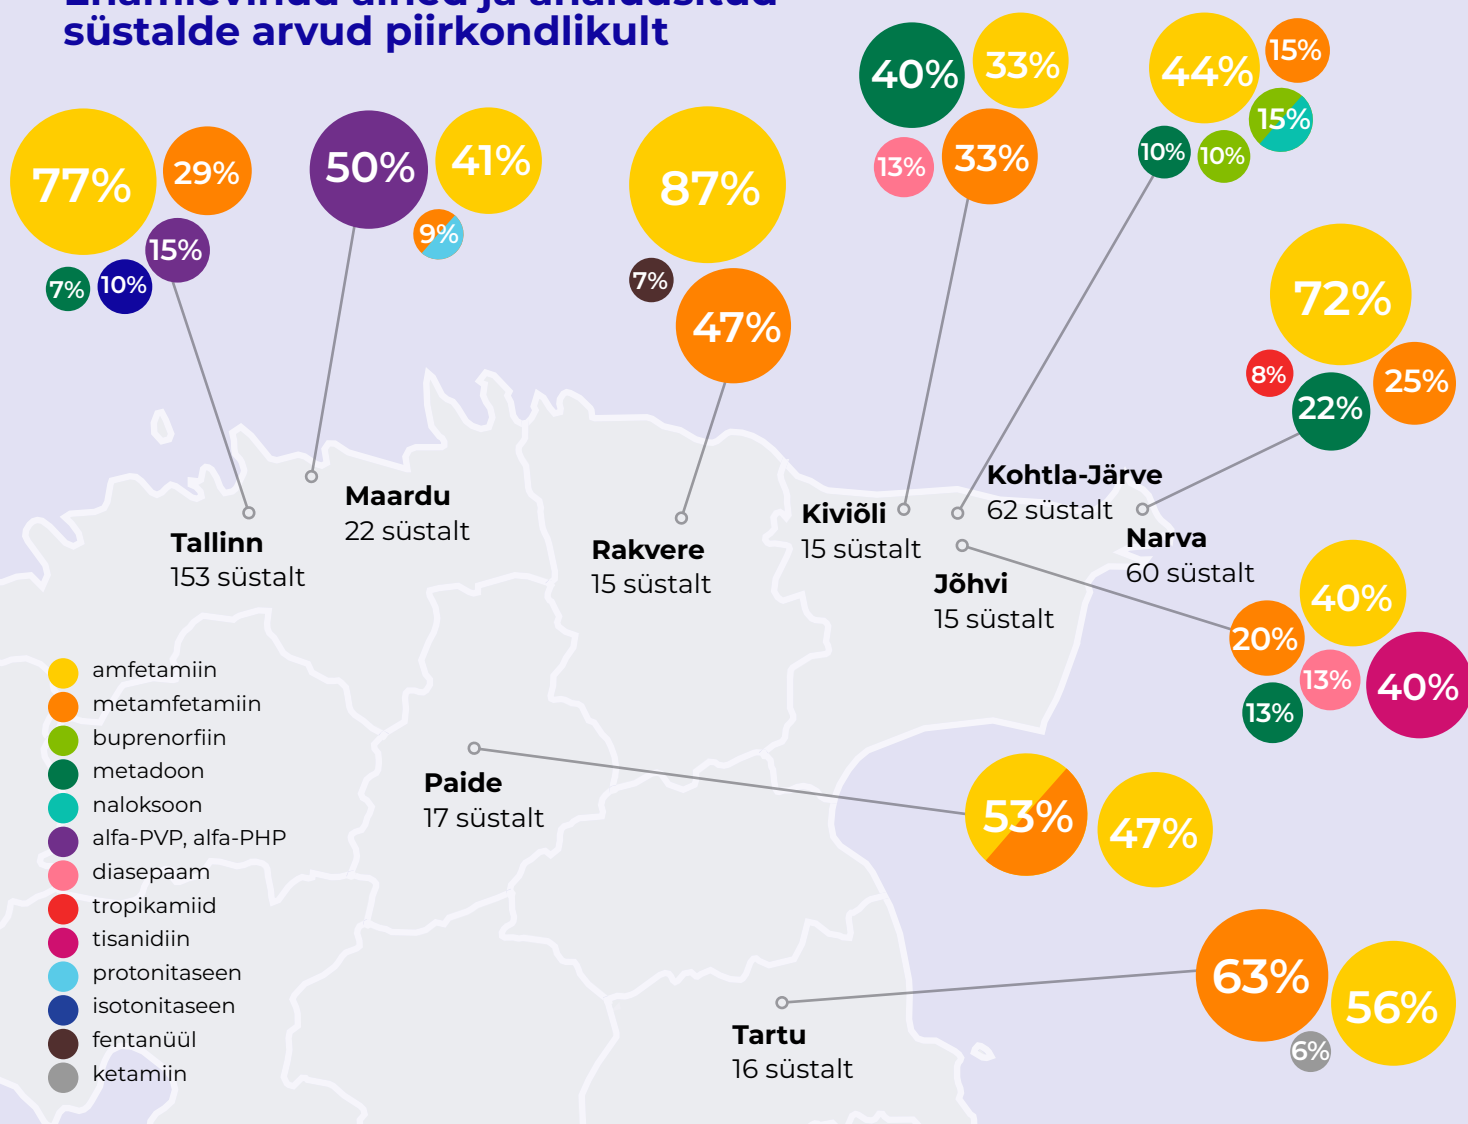 süstalde arvud piirkondlikult
77%
29%
15%
10%
7%
50%
41%
9%
87%
7%
47%
40%
33%
13%
33%
44%
15%
15%
10%
10%
72%
8%
22%
25%
Tallinn
153 süstalt
Maardu
22 süstalt
Rakvere
15 süstalt
Kiviõli
15 süstalt
Kohtla-Järve
62 süstalt
Jõhvi
15 süstalt
Narva
60 süstalt
40%
20%
13%
40%
13%
amfetamiin
metamfetamiin
buprenorfiin
metadoon
naloksoon
alfa-PVP, alfa-PHP
diasepaam
tropikamiid
tisanidiin
protonitaseen
isotonitaseen
fentanüül
ketamiin
Paide
17 süstalt
53%
47%
Tartu
16 süstalt
63%
56%
6%